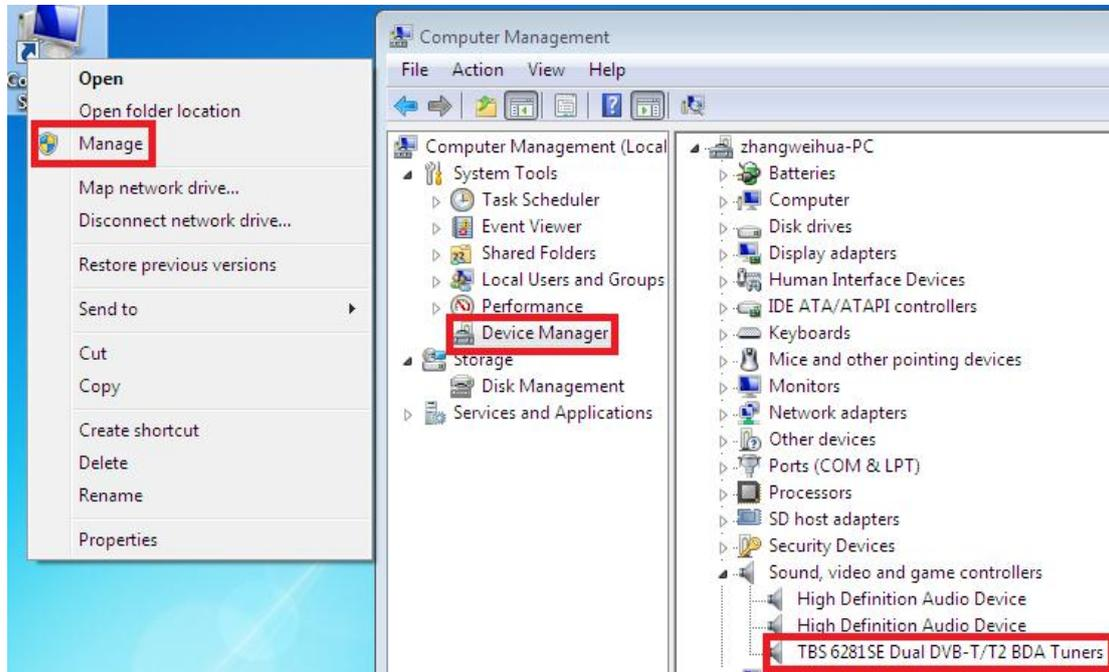 Open
Open folder location
Manage
Map network drive...
Disconnect network drive...
Restore previous versions
Send to
Cut
Copy
Create shortcut
Delete
Rename
Properties
Computer Management
File Action View Help
Computer Management (Local
System Tools
Task Scheduler
Event Viewer
Shared Folders
Local Users and Groups
Performance
Device Manager
Storage
Disk Management
Services and Applications
zhangweihua-PC
Batteries
Computer
Disk drives
Display adapters
Human Interface Devices
IDE ATA/ATAPI controllers
Keyboards
Mice and other pointing devices
Monitors
Network adapters
Other devices
Ports (COM & LPT)
Processors
SD host adapters
Security Devices
Sound, video and game controllers
High Definition Audio Device
High Definition Audio Device
TBS 6281SE Dual DVB-T/T2 BDA Tuners